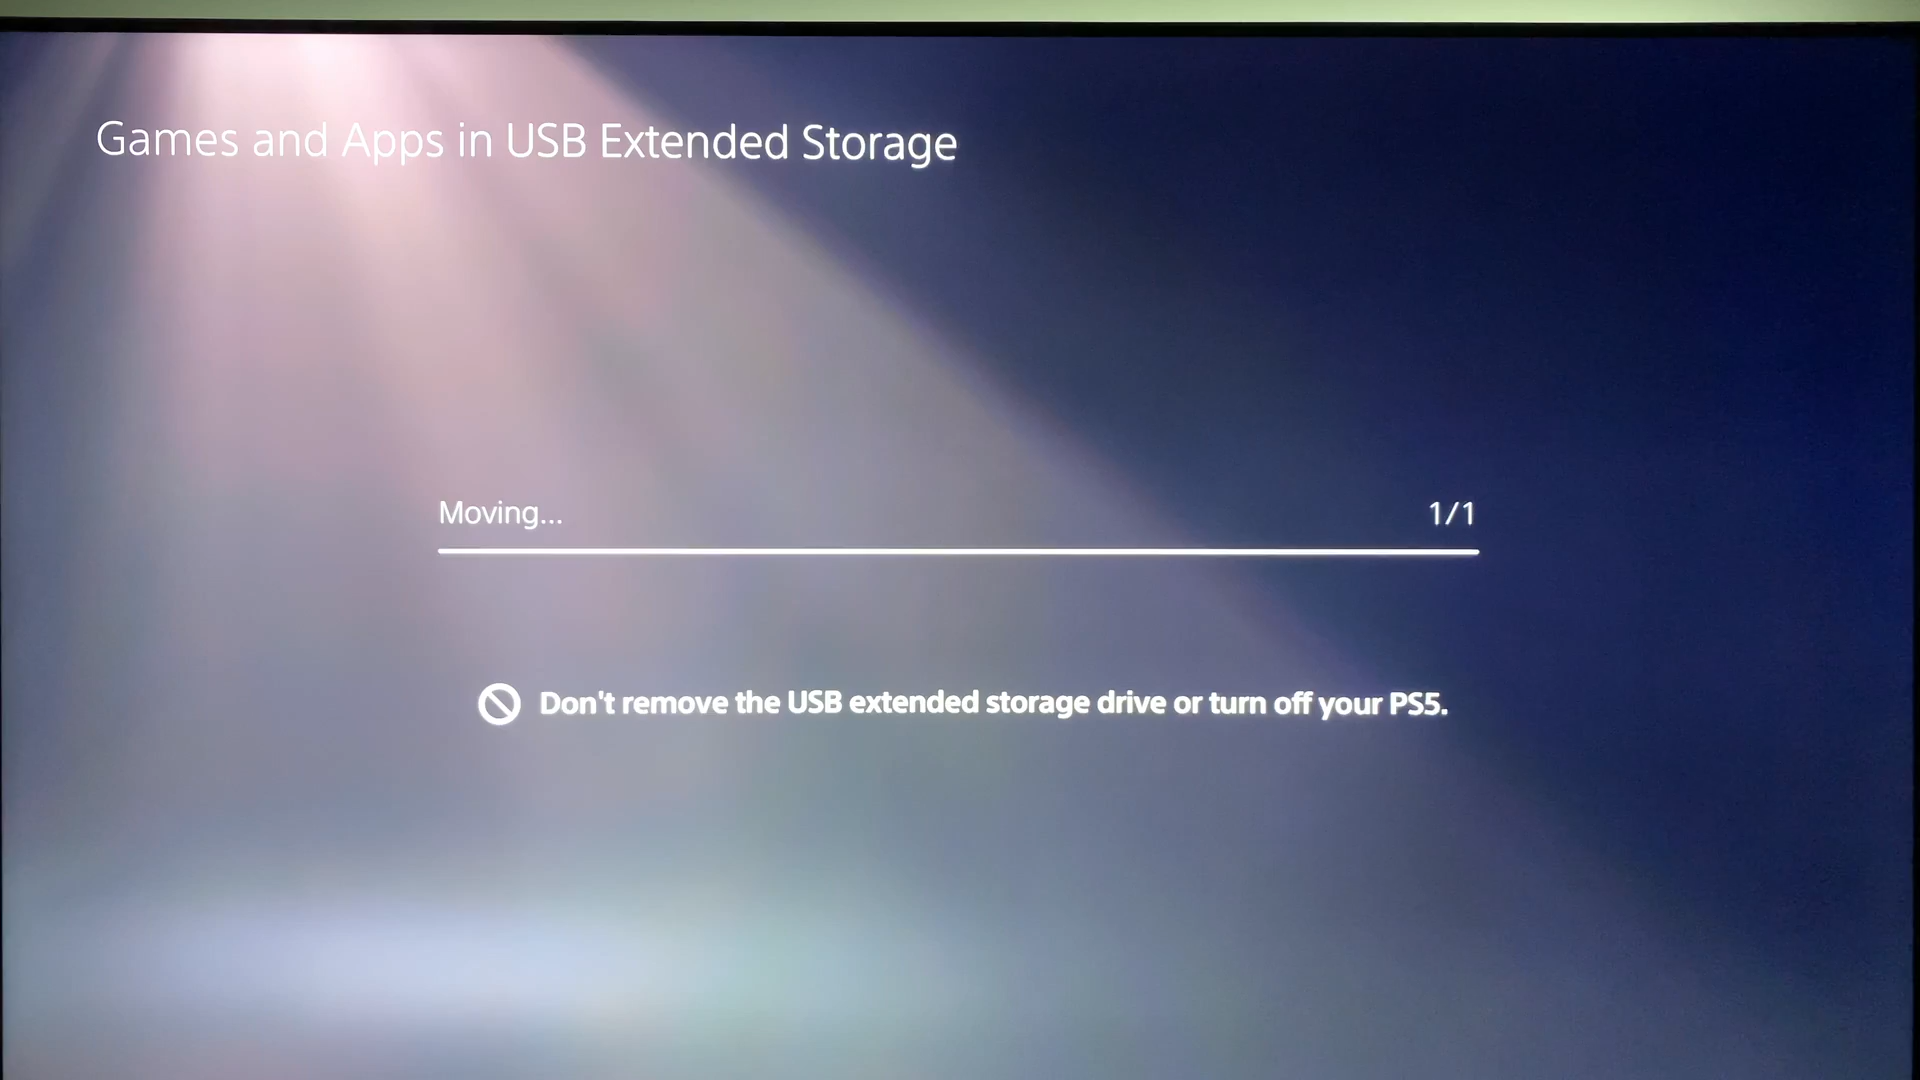 Games and Apps in USB Extended Storage
Moving...
1/1
Don't remove the USB extended storage drive or turn off your PS5.